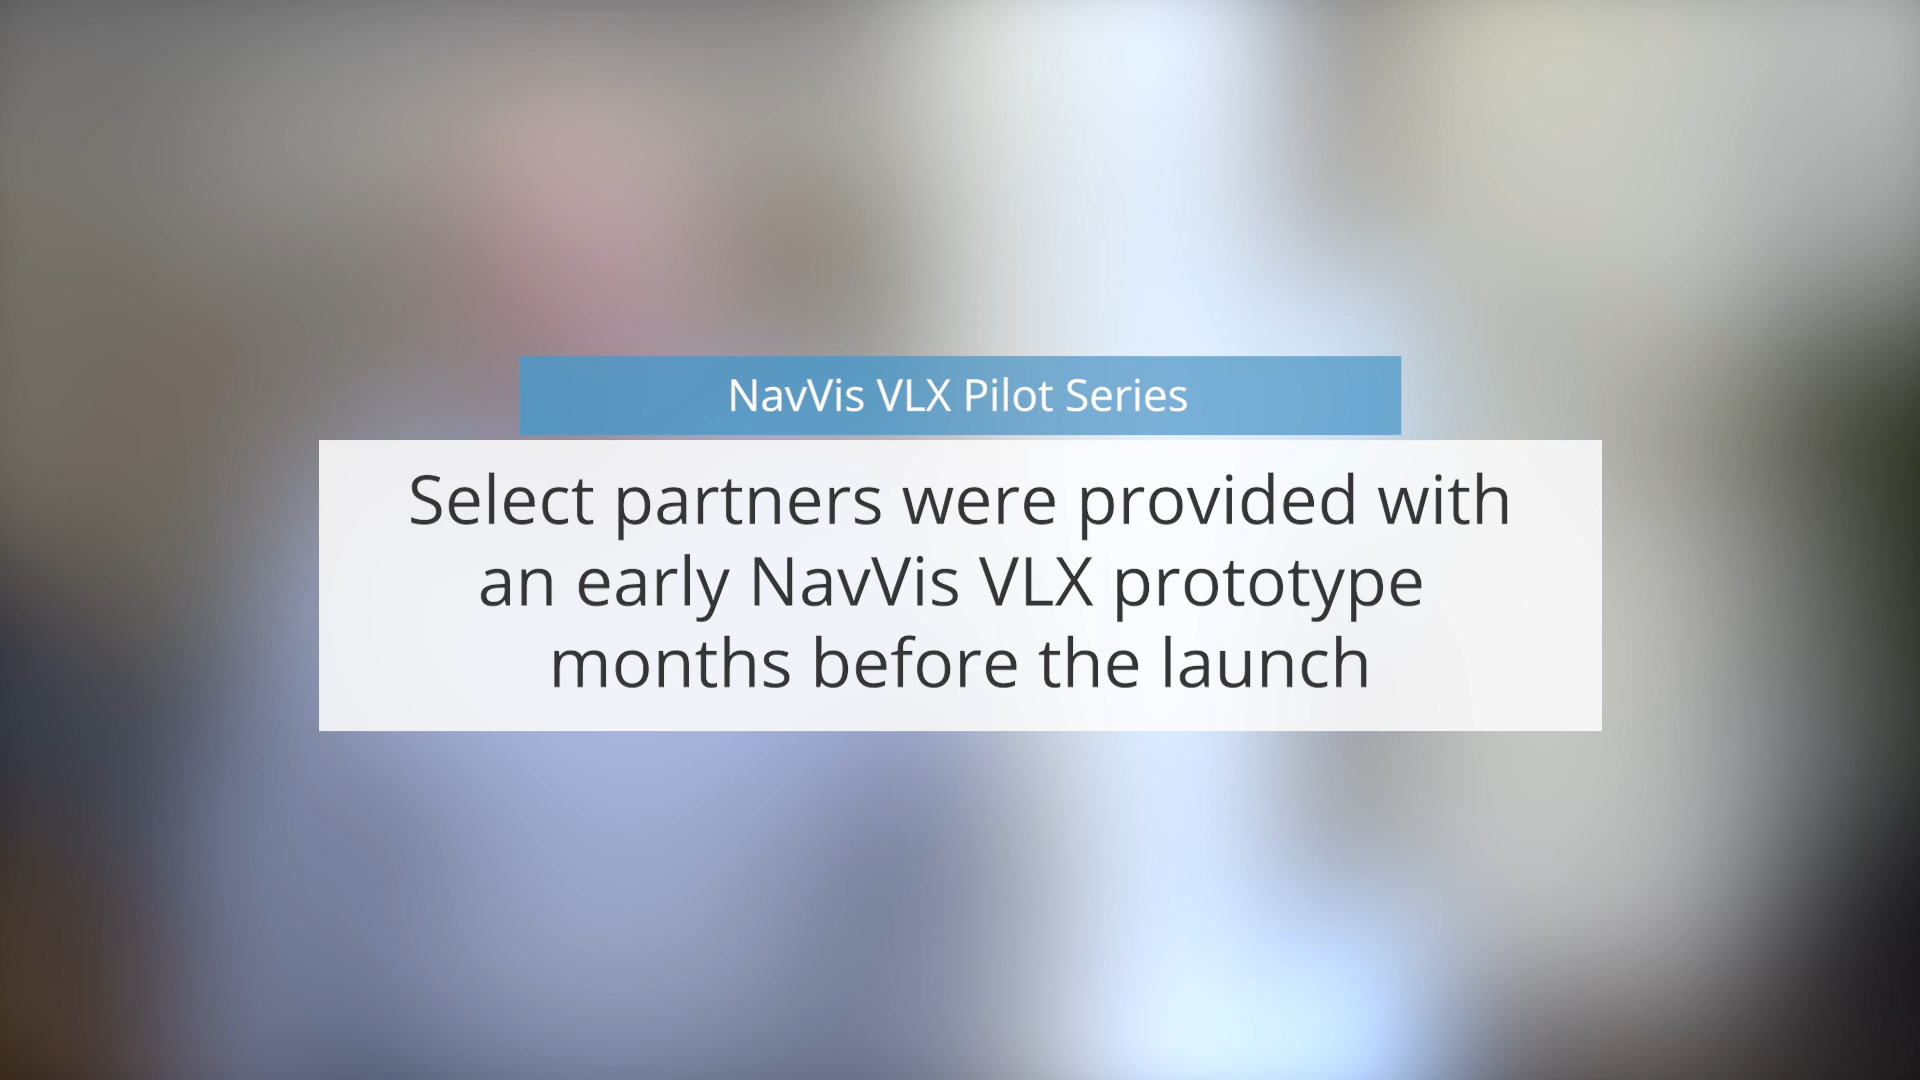 NavVis VLX Pilot Series
Select partners were provided with
an early NavVis VLX prototype
months before the launch